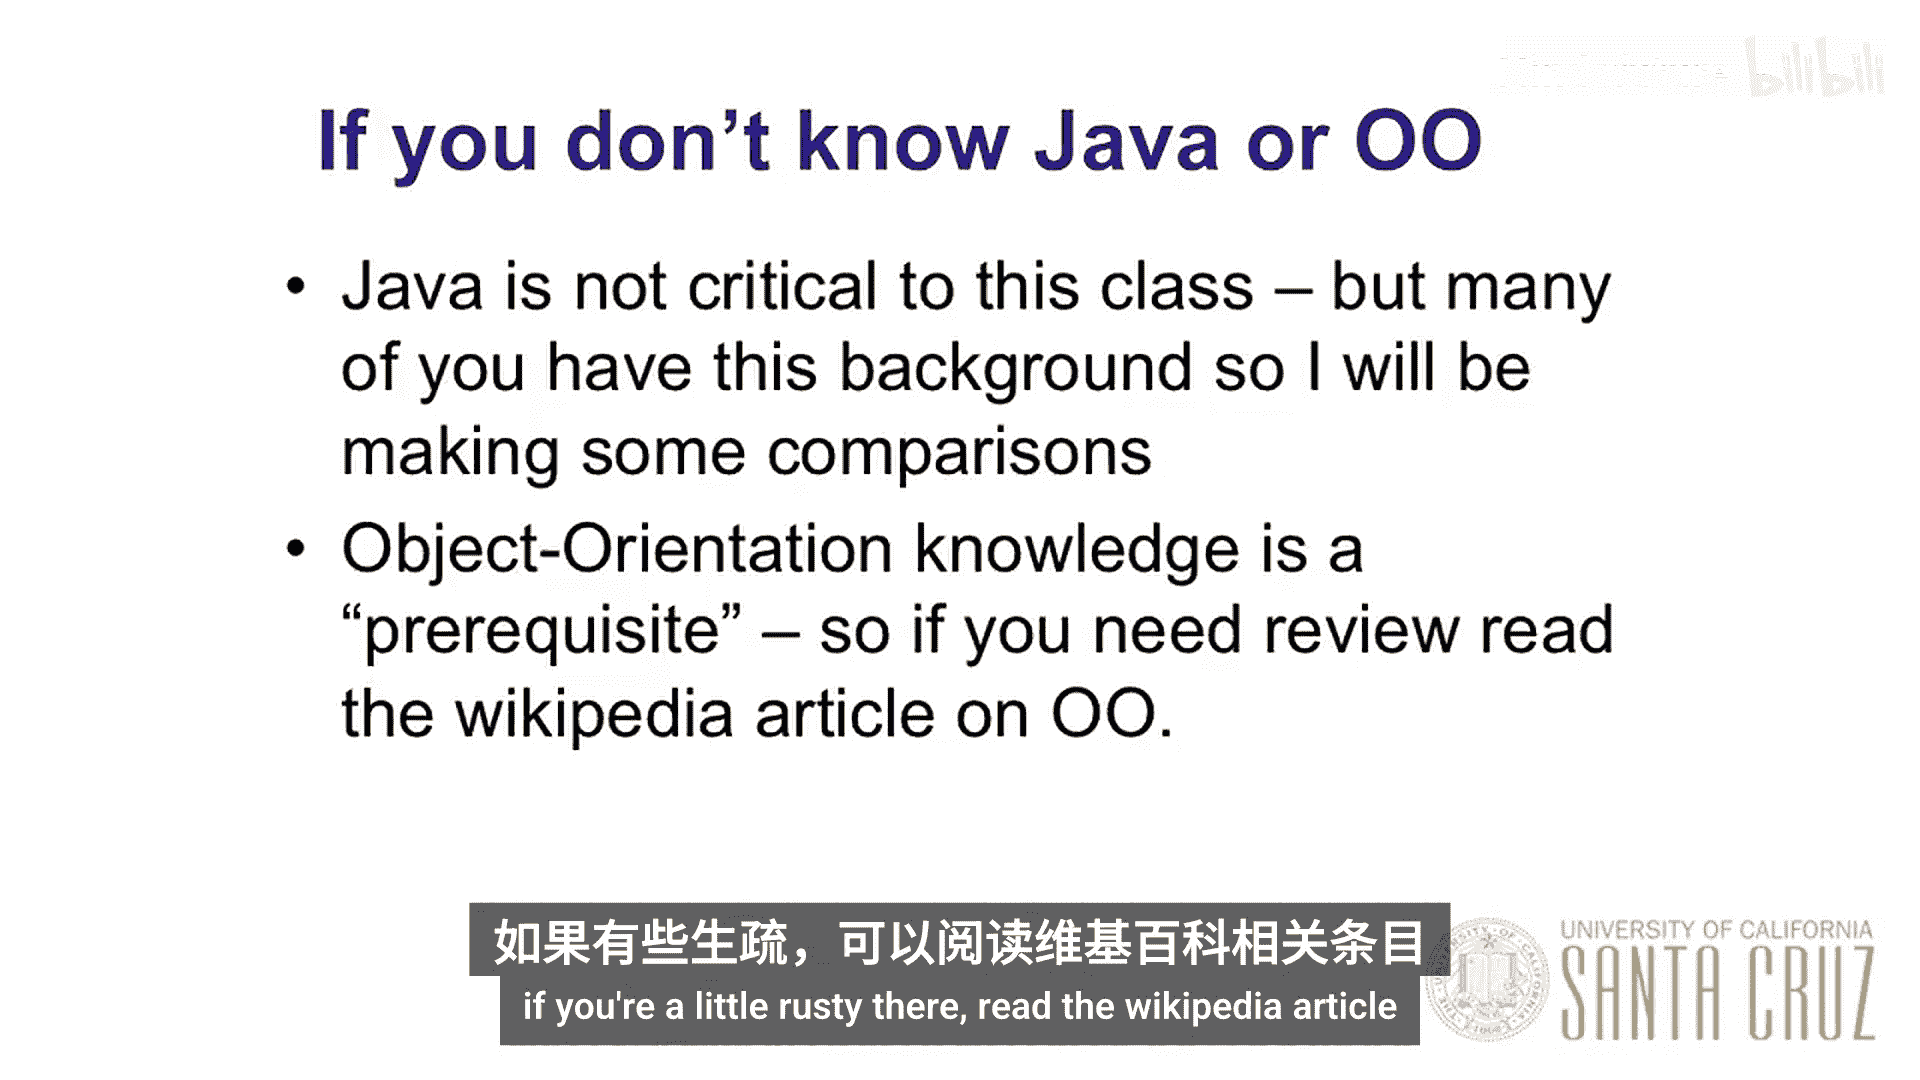 bilibili
If you don’t know Java or OO
• Java is not critical to this class – but many
of you have this background so I will be
making some comparisons
• Object-Orientation knowledge is a
“prerequisite” – so if you need review read
the wikipedia article on OO.
如果有些生疏，可以阅读维基百科相关条目
if you're a little rusty there, read the wikipedia article
UNIVERSITY OF CALIFORNIA
SANTA CRUZ